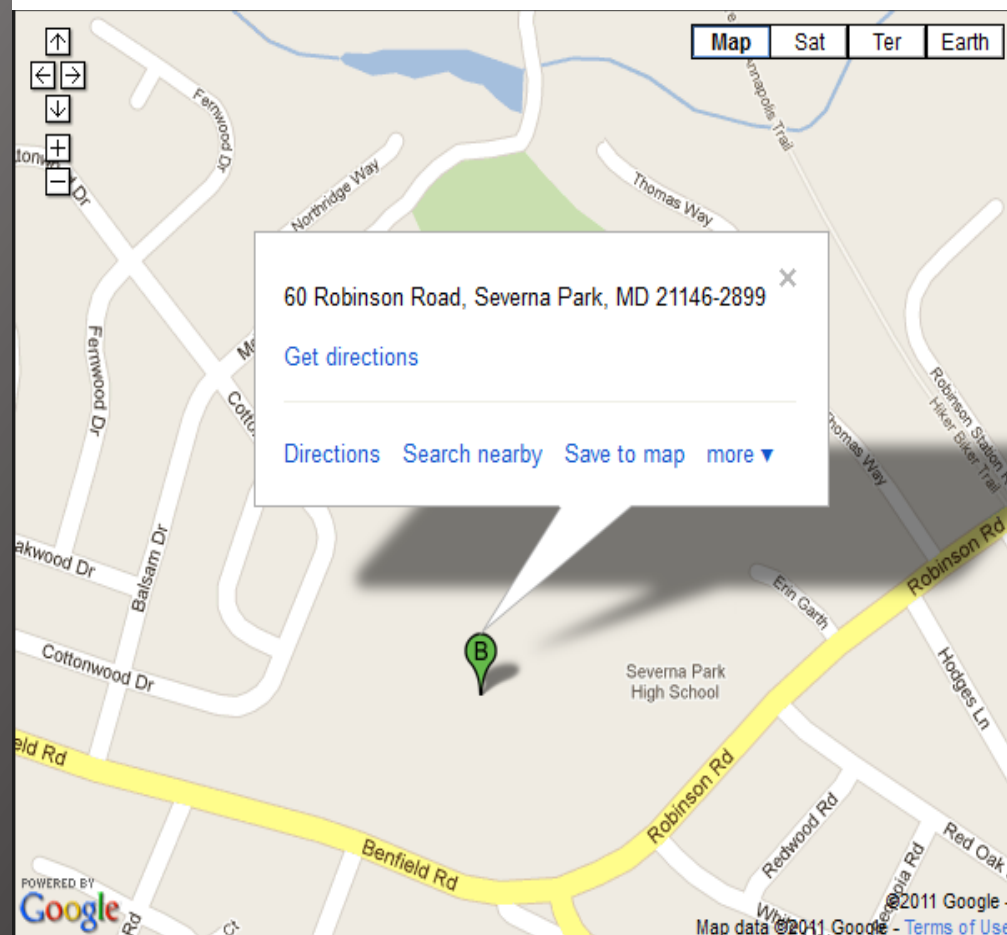 Map Sat Ter Earth
Annapolis Trail
Fernwood Dr
Dr
Northridge Way
Thomas Way
60 Robinson Road, Severna Park, MD 21146-2899
Get directions
Directions Search nearby Save to map more
Fernwood Dr
Thomas Way
Robinson Station
Hiker Biker Trail
Robinson Rd
akwood Dr
Balsam Dr
Erin Garth
B
Cottonwood Dr
Severna Park
High School
Hodges Ln
eld Rd
Robinson Rd
Benfield Rd
Redwood Rd
Red Oak
POWERED BY
Google
Rd
Ct
Rd
©2011 Google -
Map data ©2011 Google - Terms of Use